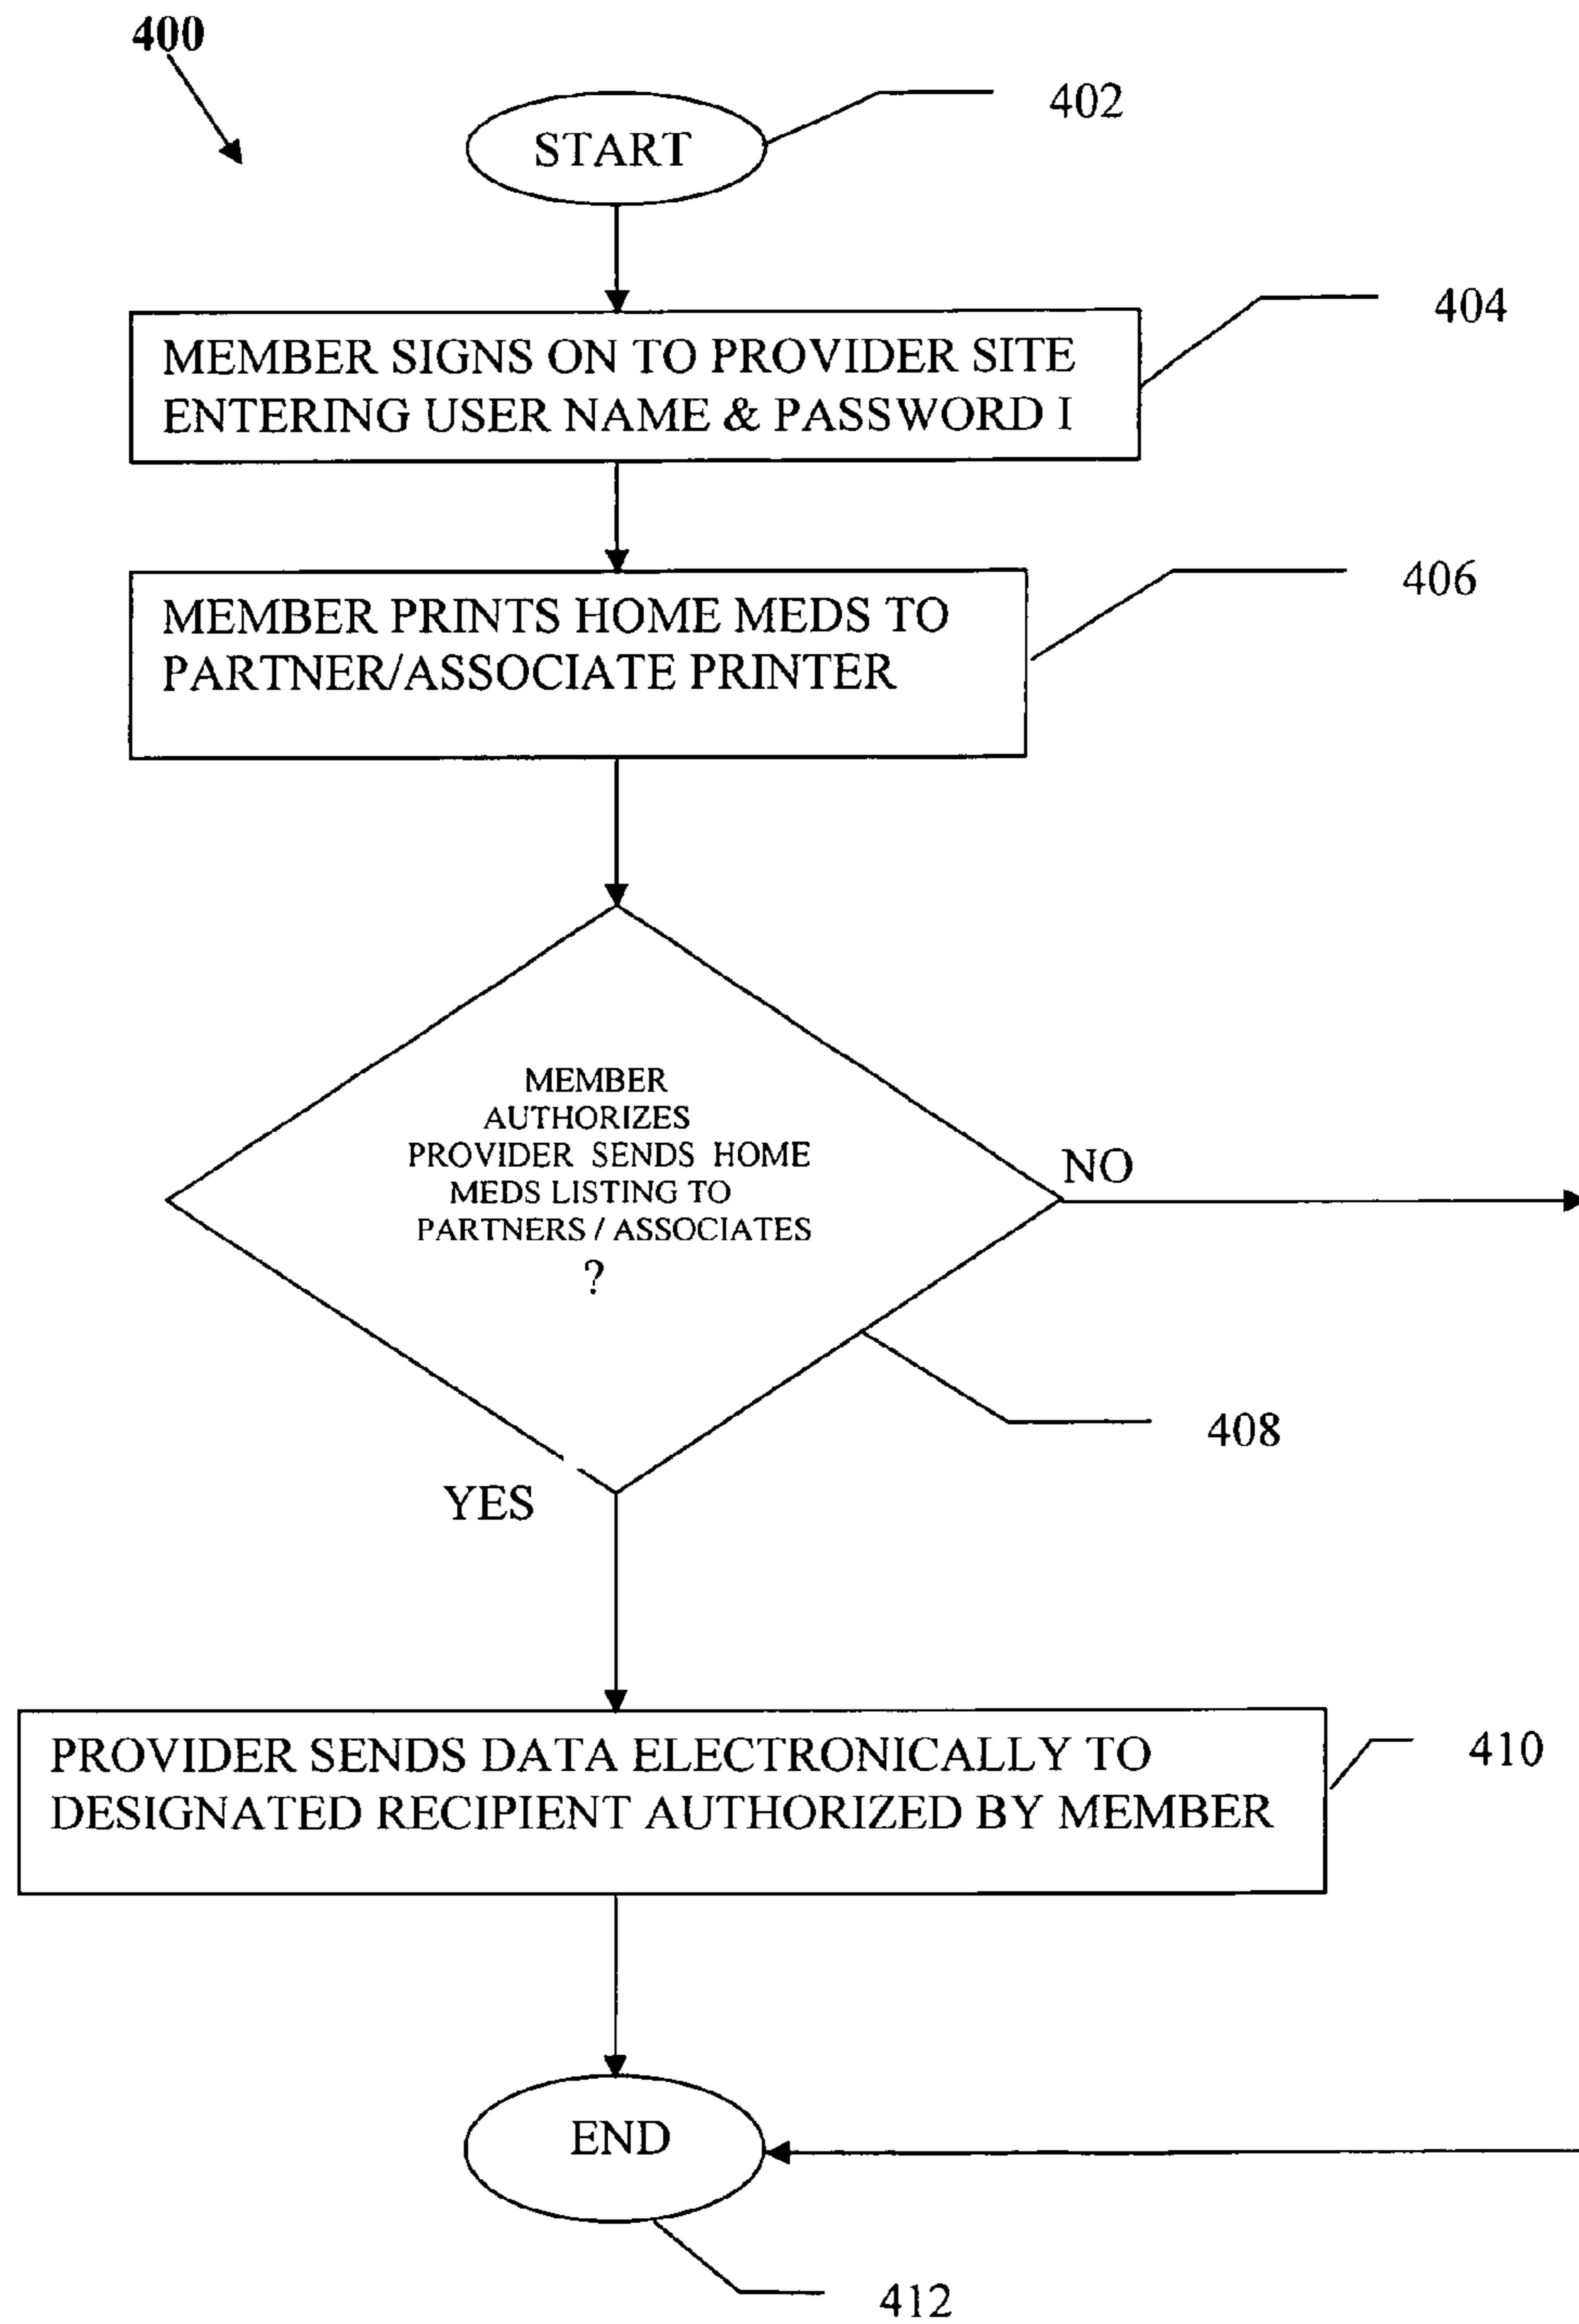 400
START
402
404
MEMBER SIGNS ON TO PROVIDER SITE
ENTERING USER NAME & PASSWORD I
406
MEMBER PRINTS HOME MEDS TO
PARTNER/ASSOCIATE PRINTER
MEMBER
AUTHORIZES
PROVIDER SENDS HOME
MEDS LISTING TO
PARTNERS / ASSOCIATES
?
NO
408
YES
PROVIDER SENDS DATA ELECTRONICALLY TO
DESIGNATED RECIPIENT AUTHORIZED BY MEMBER
410
END
412